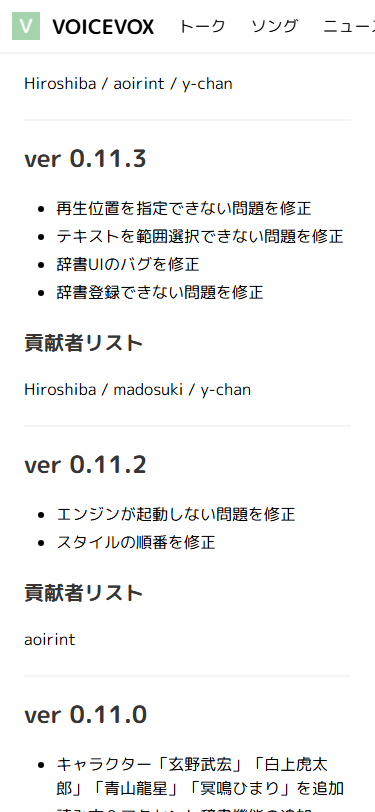 V VOICEVOX トーク ソング ニュース
Hiroshiba / aoirint / y-chan
ver 0.11.3
再生位置を指定できない問題を修正
テキストを範囲選択できない問題を修正
辞書UIのバグを修正
辞書登録できない問題を修正
貢献者リスト
Hiroshiba / madosuki / y-chan
ver 0.11.2
エンジンが起動しない問題を修正
スタイルの順番を修正
貢献者リスト
aoirint
ver 0.11.0
キャラクター「玄野武宏」「白上虎太
郎」「青山龍星」「冥鳴ひまり」を追加